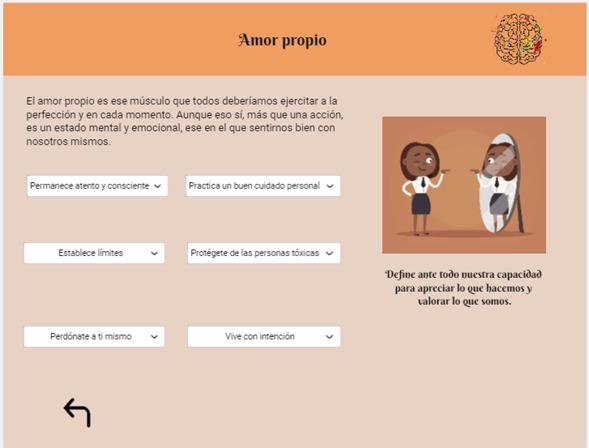 Amor propio
El amor propio es ese músculo que todos deberíamos ejercitar a la
perfección y en cada momento. Aunque eso sí, más que una acción,
es un estado mental y emocional, ese en el que sentirnos bien con
nosotros mismos.
Permanece atento y consciente
Practica un buen cuidado personal
Establece límites
Protégete de las personas tóxicas
Perdónate a ti mismo
Vive con intención
Define ante todo nuestra capacidad
para apreciar lo que hacemos y
valorar lo que somos.